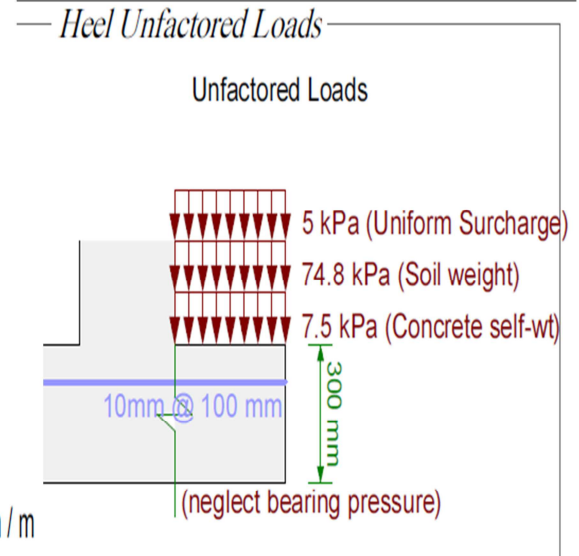 Heel Unfactored Loads
Unfactored Loads
5 kPa (Uniform Surcharge)
74.8 kPa (Soil weight)
7.5 kPa (Concrete self-wt)
10mm @ 100 mm
300 mm
(neglect bearing pressure)
/ m